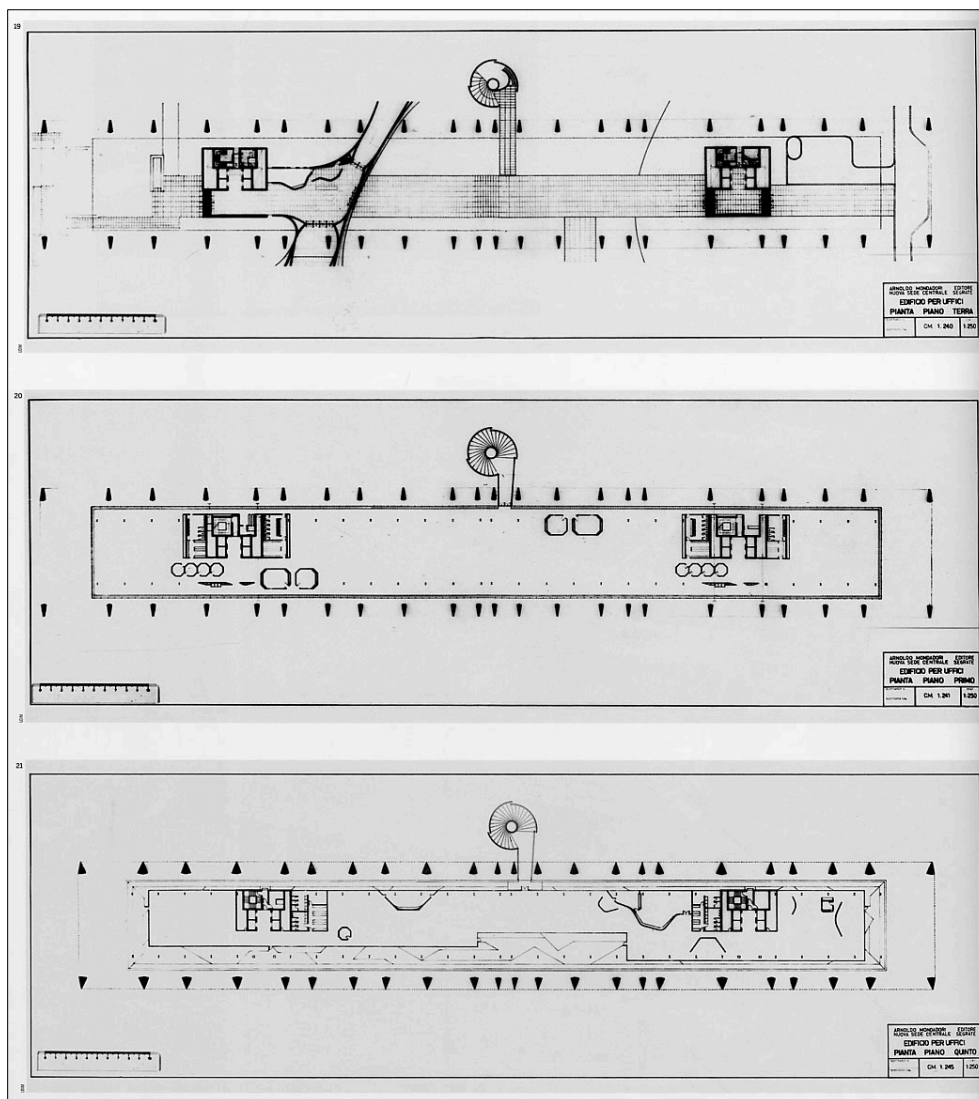 19
ARNOLDO MONDADORI EDITORE
NUOVA SEDE CENTRALE SEGRATE
EDIFICIO PER UFFICI
PIANTA PIANO TERRA
CM. 1.240 1:250
20
ARNOLDO MONDADORI EDITORE
NUOVA SEDE CENTRALE SEGRATE
EDIFICIO PER UFFICI
PIANTA PIANO PRIMO
CM. 1.241 1:250
21
ARNOLDO MONDADORI EDITORE
NUOVA SEDE CENTRALE SEGRATE
EDIFICIO PER UFFICI
PIANTA PIANO QUINTO
CM. 1.245 1:250